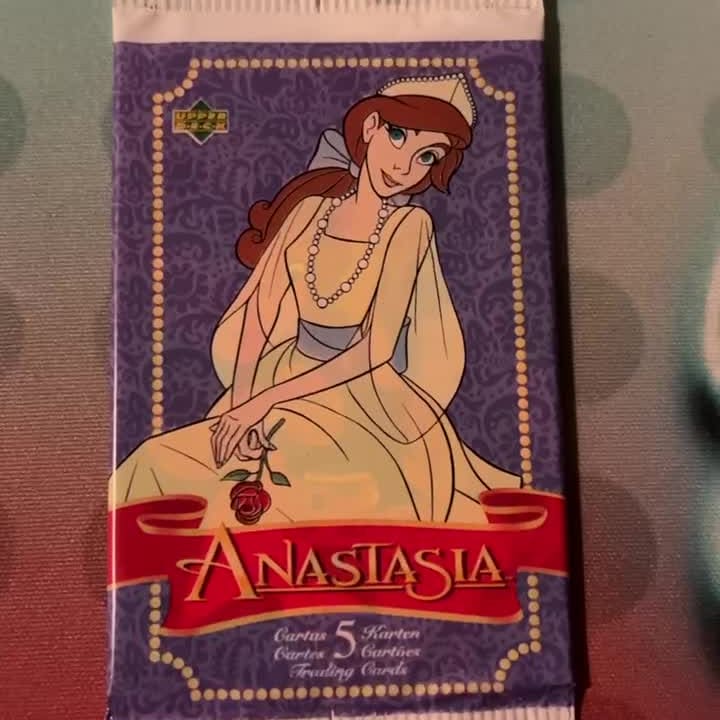 UPPER
DECK
ANASTASIA
Cartas 5 Karten
Cartes Cartões
Trading Cards